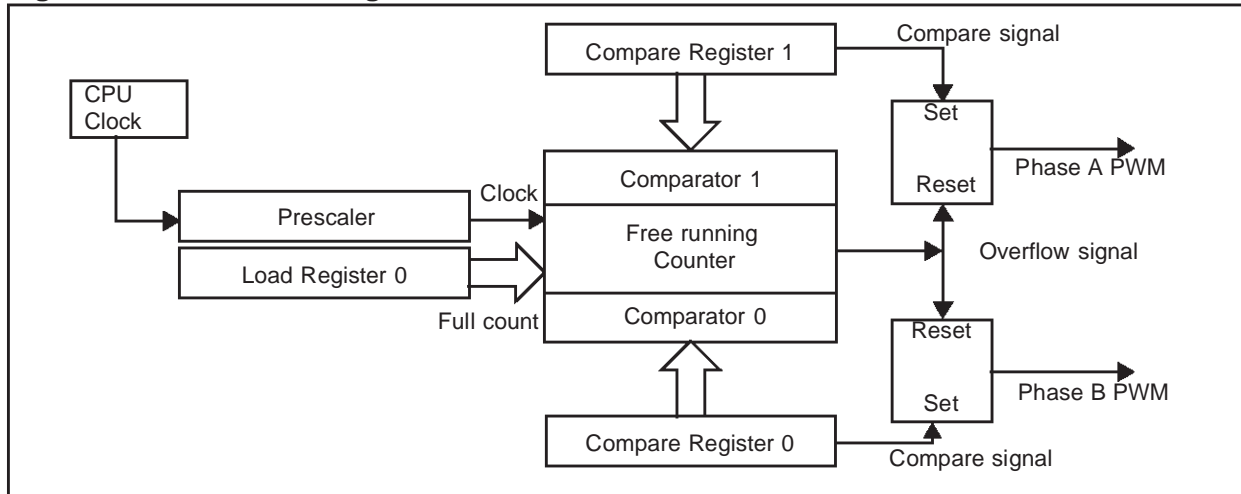 Compare Register 1
Compare signal
CPU
Clock
Set
Phase A PWM
Reset
Comparator 1
Clock
Prescaler
Free running
Counter
Overflow signal
Load Register 0
Full count
Comparator 0
Reset
Phase B PWM
Set
Compare Register 0
Compare signal